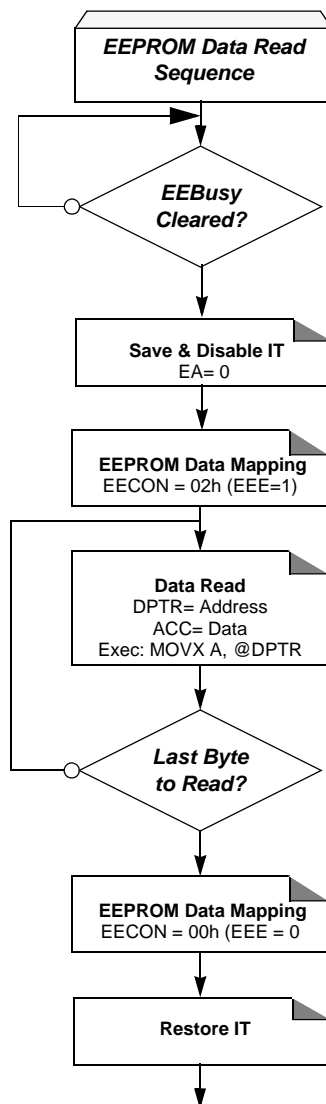 EEPROM Data Read
Sequence
EEBusy
Cleared?
Save & Disable IT
EA= 0
EEPROM Data Mapping
EECON = 02h (EEE=1)
Data Read
DPTR= Address
ACC= Data
Exec: MOVX A, @DPTR
Last Byte
to Read?
EEPROM Data Mapping
EECON = 00h (EEE = 0
Restore IT